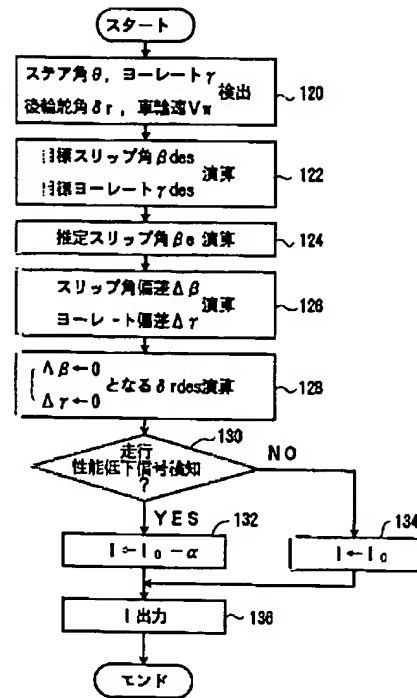 スタート
ステア角θ, ヨーレートγ
後輪舵角δr, 車輪速Vw
検出
120
目標スリップ角βdes
目標ヨーレートγdes
演算
122
推定スリップ角βe 演算
124
スリップ角偏差Δβ
ヨーレート偏差Δγ
演算
126
Δβ←0
Δγ←0
となるδrdes演算
128
130
走行
性能低下信号検知
?
NO
YES
132
134
I←I₀-α
I←I₀
I 出力
136
エンド